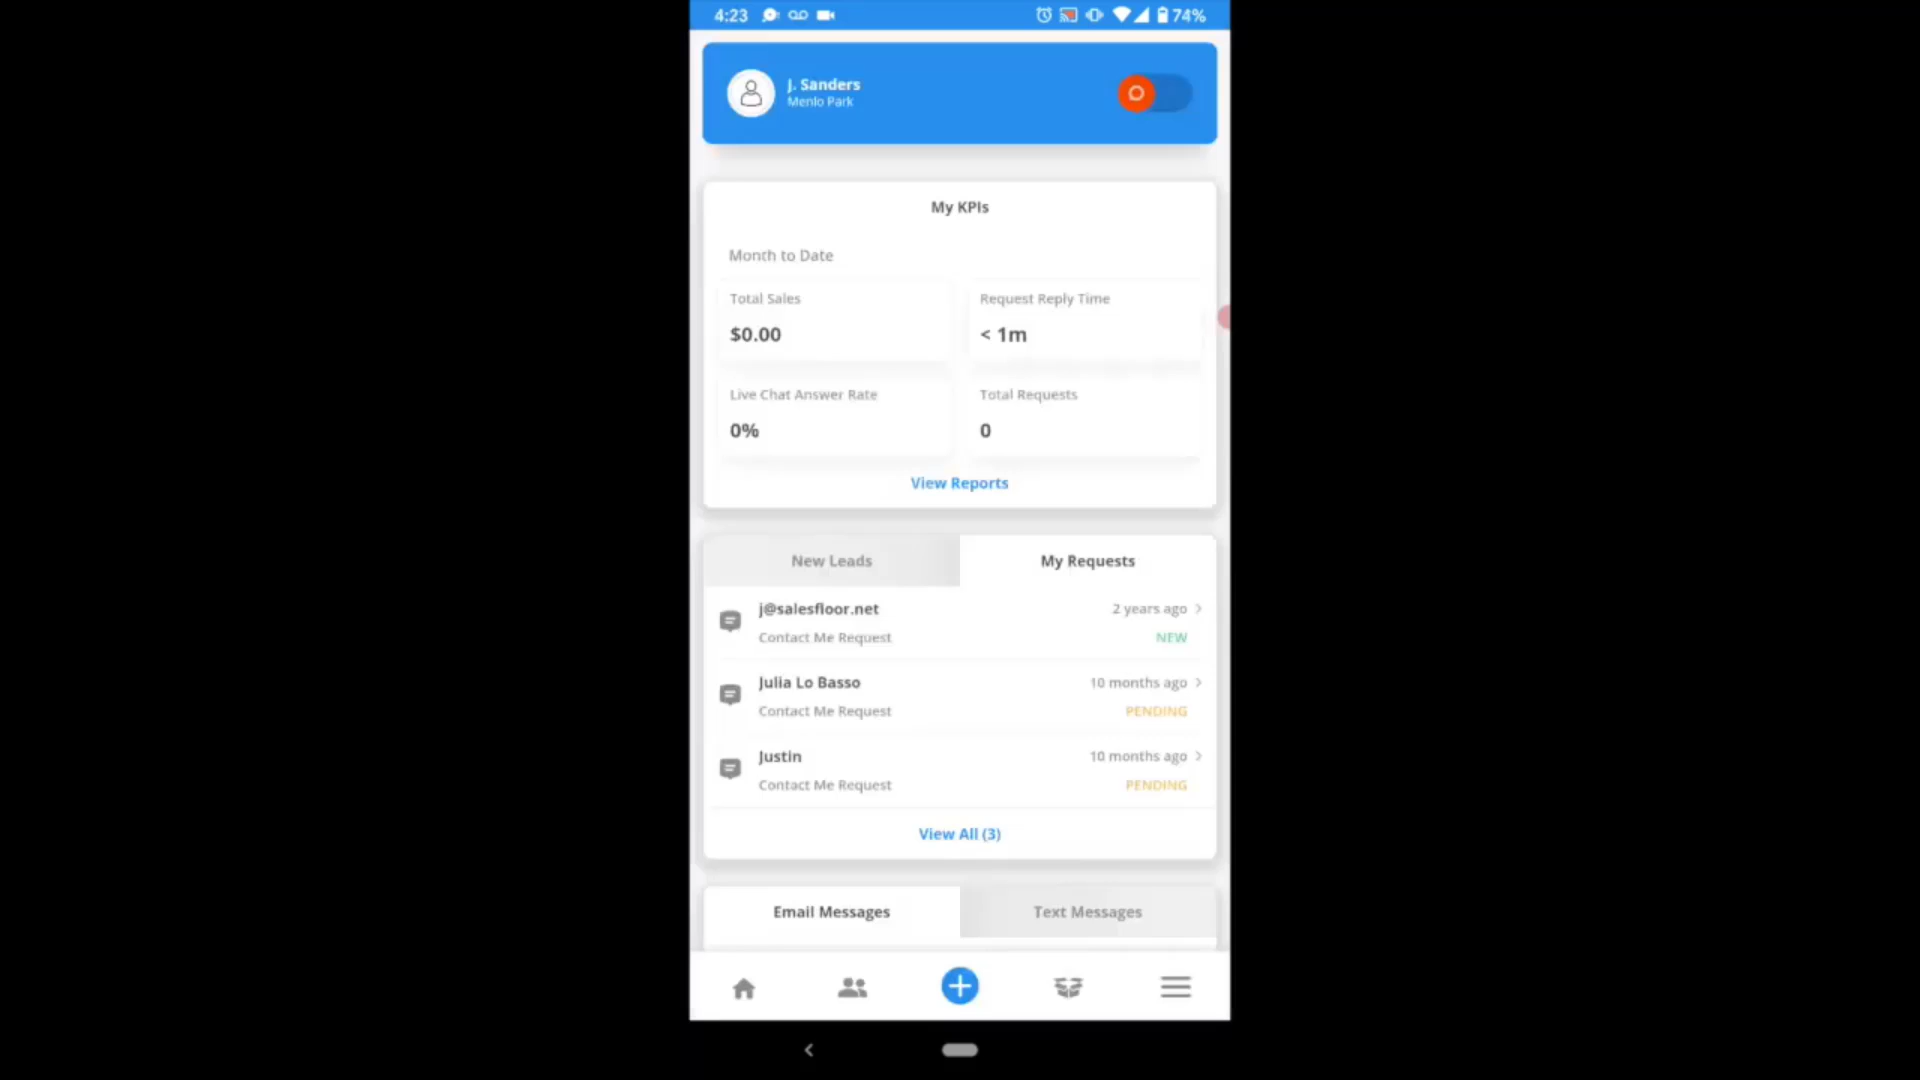 4:23 74%
J. Sanders
Menlo Park
My KPIs
Month to Date
Total Sales Request Reply Time
$0.00 < 1m
Live Chat Answer Rate Total Requests
0% 0
View Reports
New Leads My Requests
j@salesfloor.net 2 years ago
Contact Me Request NEW
Julia Lo Basso 10 months ago
Contact Me Request PENDING
Justin 10 months ago
Contact Me Request PENDING
View All (3)
Email Messages Text Messages